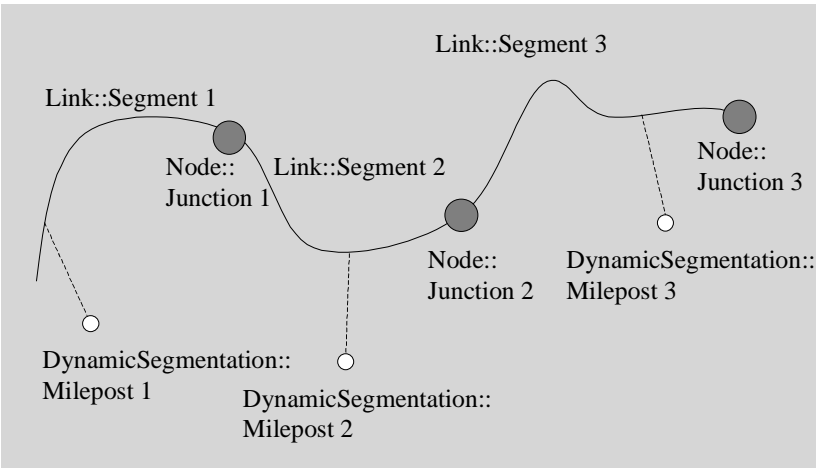 Link::Segment 3
Link::Segment 1
Node::
Junction 1
Link::Segment 2
Node::
Junction 3
Node::
Junction 2
DynamicSegmentation::
Milepost 3
DynamicSegmentation::
Milepost 1
DynamicSegmentation::
Milepost 2